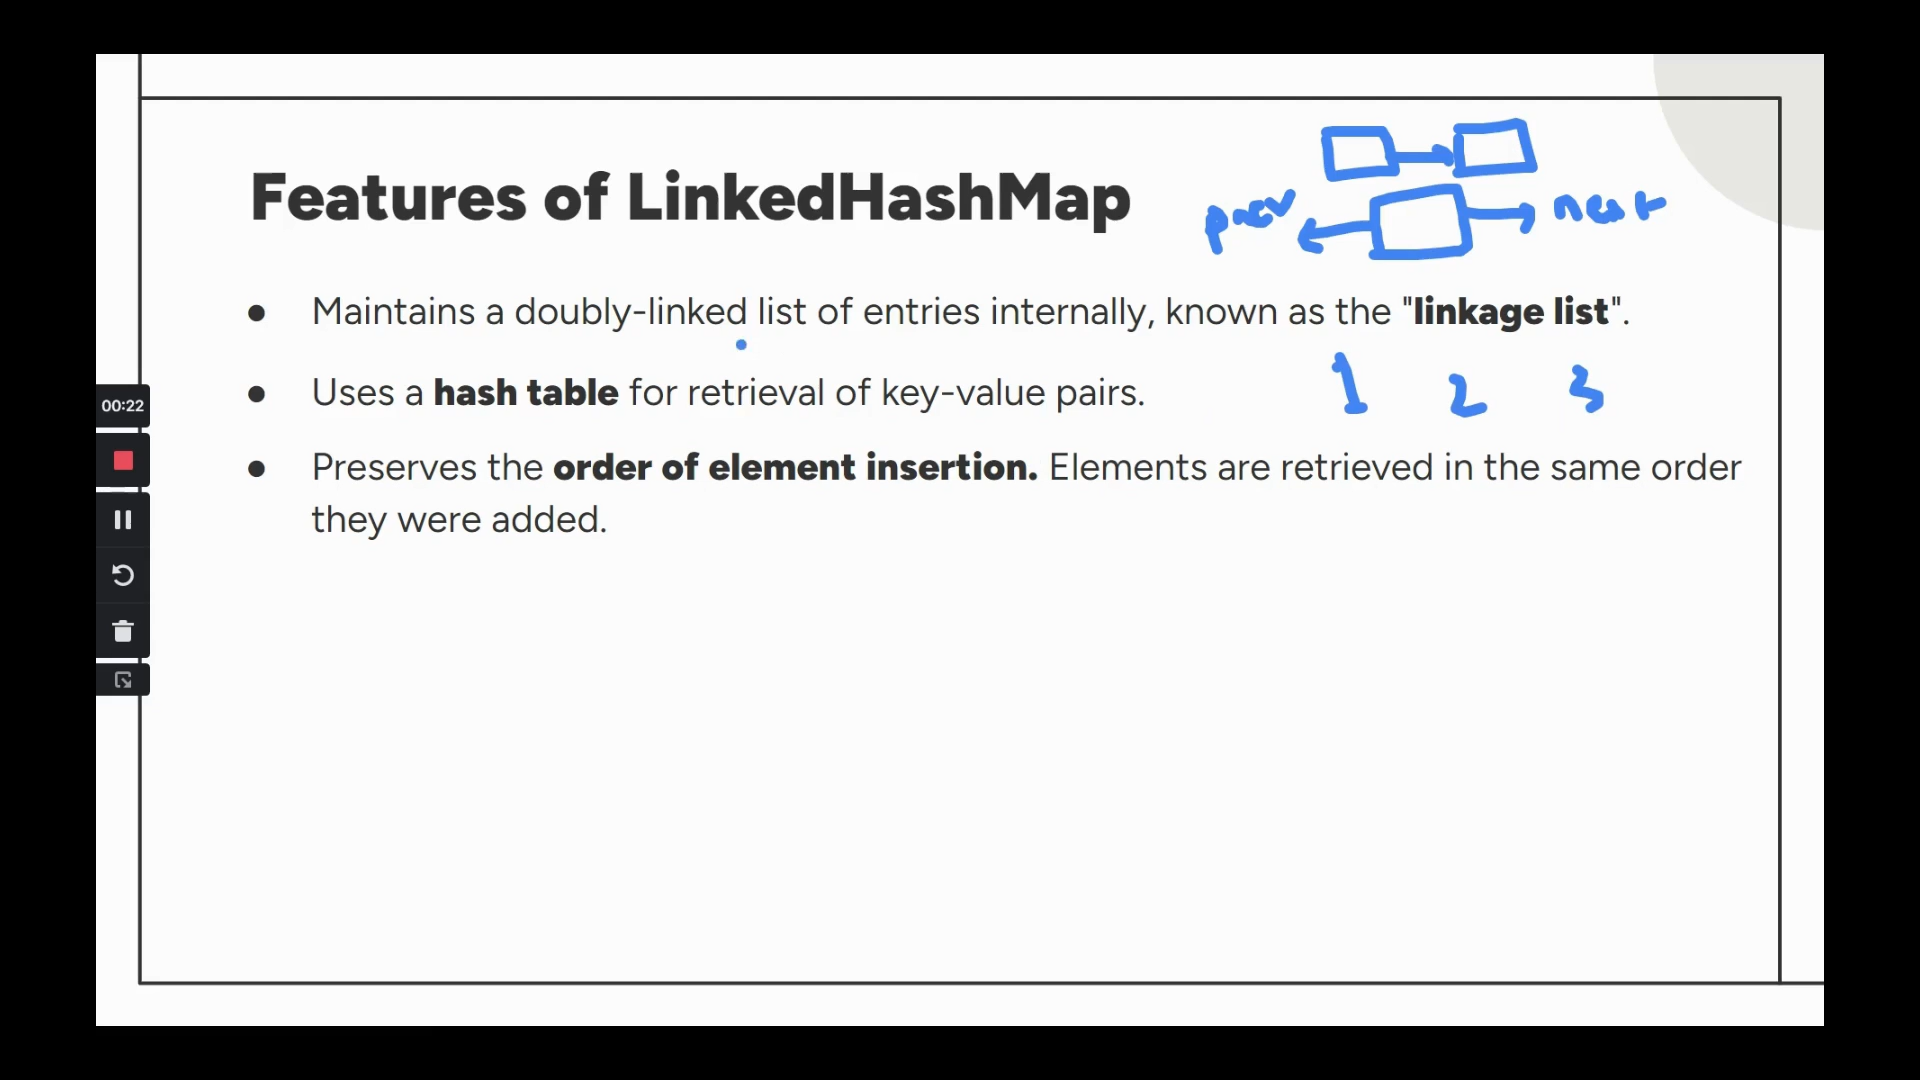 Features of LinkedHashMap
prev
next
● Maintains a doubly-linked list of entries internally, known as the "linkage list".
● Uses a hash table for retrieval of key-value pairs.
1 2 3
● Preserves the order of element insertion. Elements are retrieved in the same order
they were added.
00:22